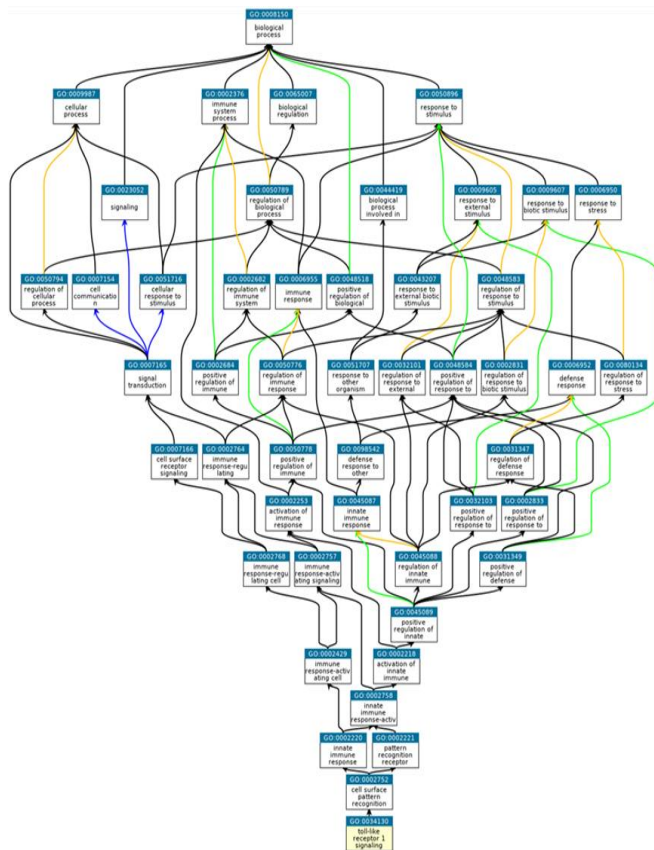 GO:0008150
biological
process
GO:0009987
cellular
process
GO:0002376
immune
system
process
GO:0065007
biological
regulation
GO:0050896
response to
stimulus
GO:0023052
signaling
GO:0050789
regulation of
biological
process
GO:0044419
biological
process
involved in
GO:0009605
response to
external
stimulus
GO:0009607
response to
biotic stimulus
GO:0006950
response to
stress
GO:0050794
regulation of
cellular
process
GO:0007154
cell
communicatio
n
GO:0051716
cellular
response to
stimulus
GO:0002682
regulation of
immune
system
GO:0006955
immune
response
GO:0048518
positive
regulation of
biological
GO:0043207
response to
external biotic
stimulus
GO:0048583
regulation of
response to
stimulus
GO:0007165
signal
transduction
GO:0002684
positive
regulation of
immune
GO:0050776
regulation of
immune
response
GO:0051707
response to
other
organism
GO:0032101
regulation of
response to
external
GO:0048584
positive
regulation of
response to
GO:0002831
regulation of
response to
biotic stimulus
GO:0006952
defense
response
GO:0080134
regulation of
response to
stress
GO:0007166
cell surface
receptor
signaling
GO:0002764
immune
response-regu
lating
GO:0050778
positive
regulation of
immune
GO:0098542
defense
response to
other
GO:0031347
regulation of
defense
response
GO:0002253
activation of
immune
response
GO:0045087
innate
immune
response
GO:0032103
positive
regulation of
response to
GO:0002833
positive
regulation of
response to
GO:0002768
immune
response-regu
lating cell
GO:0002757
immune
response-activ
ating signaling
GO:0045088
regulation of
innate
immune
GO:0031349
positive
regulation of
defense
GO:0045089
positive
regulation of
innate
GO:0002429
immune
response-activ
ating cell
GO:0002218
activation of
innate
immune
GO:0002758
innate
immune
response-activ
GO:0002220
innate
immune
response
GO:0002221
pattern
recognition
receptor
GO:0002752
cell surface
pattern
recognition
GO:0034130
toll-like
receptor 1
signaling